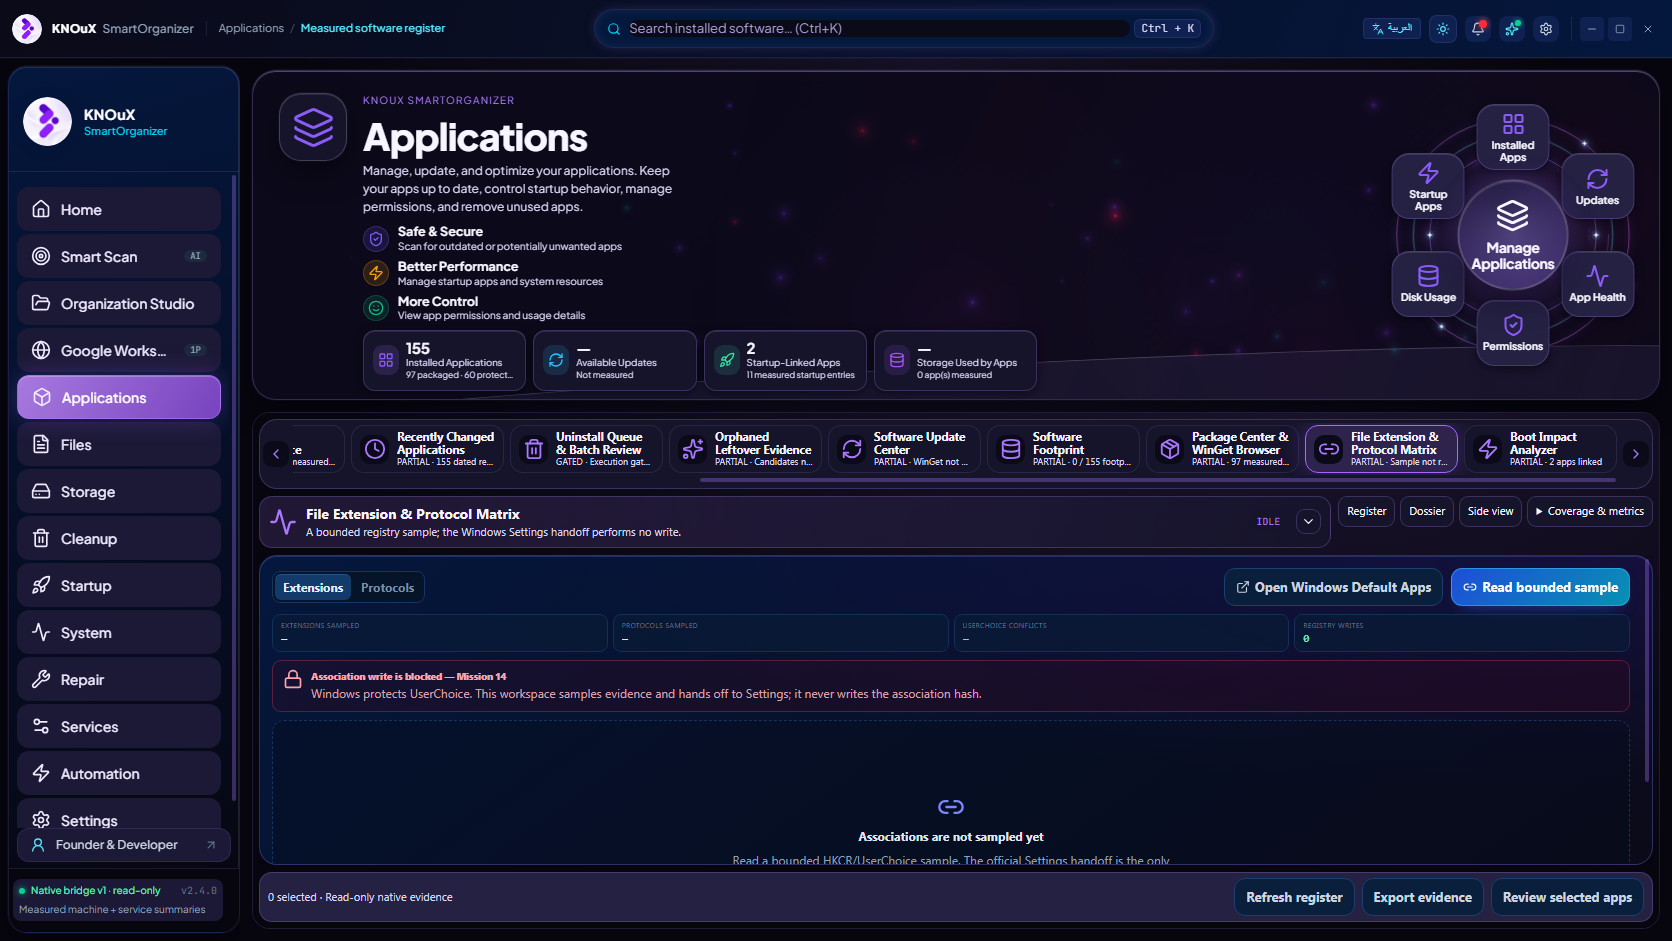 KNOuX SmartOrganizer
Applications / Measured software register
Search installed software... (Ctrl+K)
Ctrl + K
العربية
KNOuX
SmartOrganizer
Home
Smart Scan
AI
Organization Studio
Google Works...
1P
Applications
Files
Storage
Cleanup
Startup
System
Repair
Services
Automation
Settings
Founder & Developer
Native bridge v1 · read-only
v2.4.8
Measured machine + service summaries
KNOUX SMARTORGANIZER
Applications
Manage, update, and optimize your applications. Keep
your apps up to date, control startup behavior, manage
permissions, and remove unused apps.
Safe & Secure
Scan for outdated or potentially unwanted apps
Better Performance
Manage startup apps and system resources
More Control
View app permissions and usage details
155
Installed Applications
97 packaged · 60 protect...
—
Available Updates
Not measured
2
Startup-Linked Apps
11 measured startup entries
—
Storage Used by Apps
0 app(s) measured
Installed
Apps
Startup
Apps
Updates
Manage
Applications
Disk Usage
App Health
Permissions
measured...
Recently Changed
Applications
PARTIAL · 155 dated re...
Uninstall Queue
& Batch Review
GATED · Execution gat...
Orphaned
Leftover Evidence
PARTIAL · Candidates n...
Software Update
Center
PARTIAL · WinGet not ...
Software
Footprint
PARTIAL · 0 / 155 footp...
Package Center &
WinGet Browser
PARTIAL · 97 measured...
File Extension &
Protocol Matrix
PARTIAL · Sample not r...
Boot Impact
Analyzer
PARTIAL · 2 apps linked
File Extension & Protocol Matrix
A bounded registry sample; the Windows Settings handoff performs no write.
IDLE
Register
Dossier
Side view
Coverage & metrics
Extensions
Protocols
Open Windows Default Apps
Read bounded sample
EXTENSIONS SAMPLED
—
PROTOCOLS SAMPLED
—
USERCHOICE CONFLICTS
—
REGISTRY WRITES
0
Association write is blocked — Mission 14
Windows protects UserChoice. This workspace samples evidence and hands off to Settings; it never writes the association hash.
Associations are not sampled yet
Read a bounded HKCR/UserChoice sample. The official Settings handoff is the only
0 selected · Read-only native evidence
Refresh register
Export evidence
Review selected apps